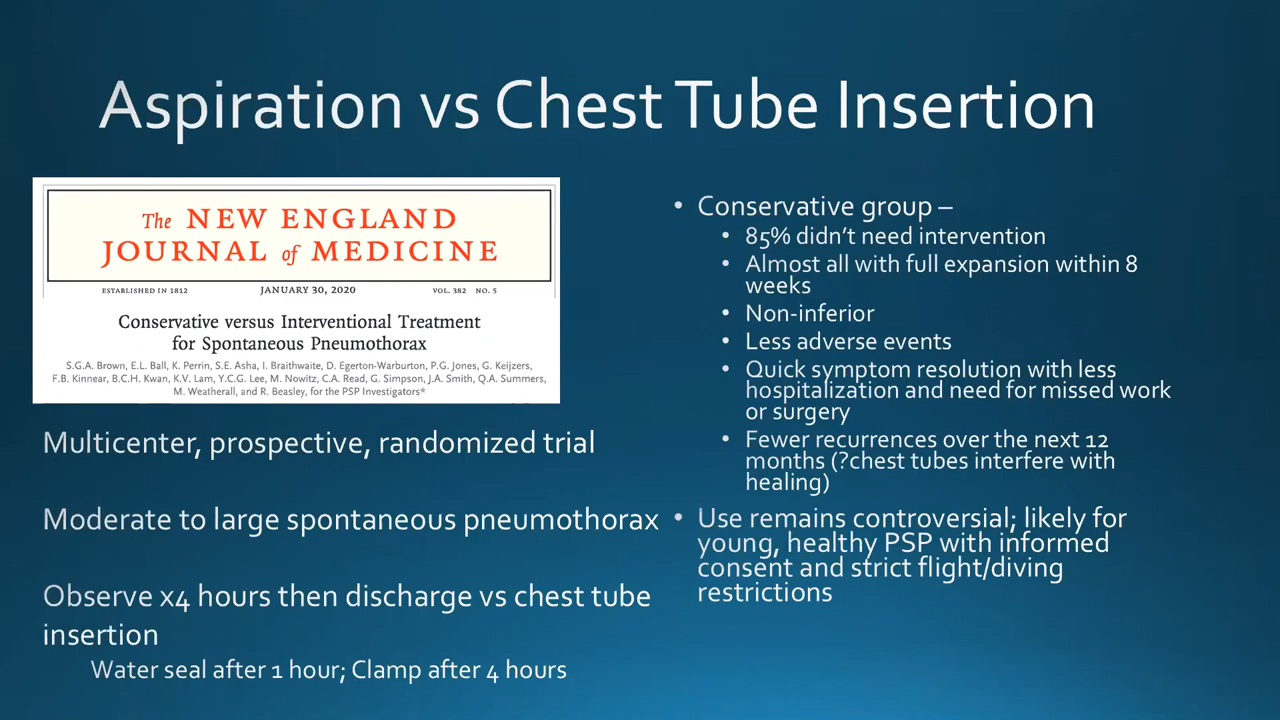 Aspiration vs Chest Tube Insertion
The NEW ENGLAND
JOURNAL of MEDICINE
ESTABLISHED IN 1812 JANUARY 30, 2020 VOL. 382 NO. 5
Conservative versus Interventional Treatment
for Spontaneous Pneumothorax
S.G.A. Brown, E.L. Ball, K. Perrin, S.E. Asha, I. Braithwaite, D. Egerton-Warburton, P.G. Jones, G. Keijzers,
F.B. Kinnear, B.C.H. Kwan, K.V. Lam, Y.C.G. Lee, M. Nowitz, C.A. Read, G. Simpson, J.A. Smith, Q.A. Summers,
M. Weatherall, and R. Beasley, for the PSP Investigators*
Multicenter, prospective, randomized trial
Moderate to large spontaneous pneumothorax
Observe x4 hours then discharge vs chest tube
insertion
Water seal after 1 hour; Clamp after 4 hours
• Conservative group –
• 85% didn't need intervention
• Almost all with full expansion within 8
weeks
• Non-inferior
• Less adverse events
• Quick symptom resolution with less
hospitalization and need for missed work
or surgery
• Fewer recurrences over the next 12
months (?chest tubes interfere with
healing)
• Use remains controversial; likely for
young, healthy PSP with informed
consent and strict flight/diving
restrictions